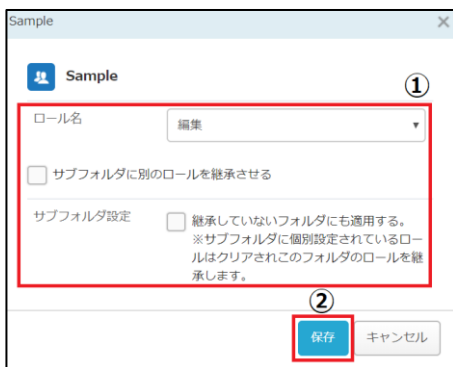 Sample
×
Sample
①
ロール名
編集
サブフォルダに別のロールを継承させる
サブフォルダ設定
継承していないフォルダにも適用する。
※サブフォルダに個別設定されているロー
ルはクリアされこのフォルダのロールを継
承します。
②
保存
キャンセル